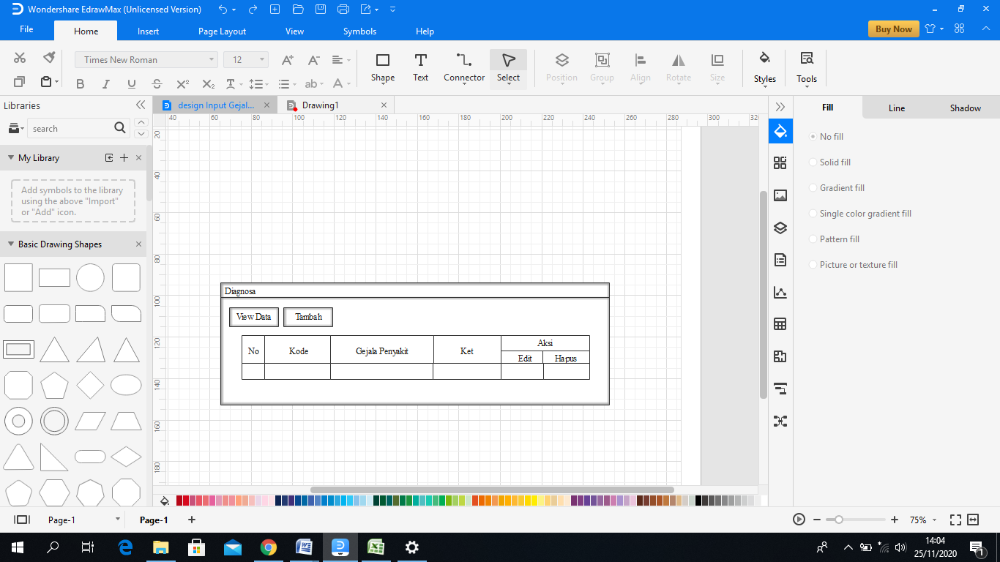 Wondershare EdrawMax (Unlicensed Version)
File Home Insert Page Layout View Symbols Help Buy Now
Times New Roman 12
Shape Text Connector Select Position Group Align Rotate Size Styles Tools
Libraries
design Input Gejal... Drawing1
Fill Line Shadow
40 60 80 100 120 140 160 180 200 220 240 260 280 300 320
search
My Library
Add symbols to the library
using the above "Import"
or "Add" icon.
Basic Drawing Shapes
20
40
60
80
100
120
140
160
180
Diagnosa
View Data Tambah
No Kode Gejala Penyakit Ket Aksi
Edit Hapus
No fill
Solid fill
Gradient fill
Single color gradient fill
Pattern fill
Picture or texture fill
Page-1 Page-1 75%
14:04
25/11/2020
1